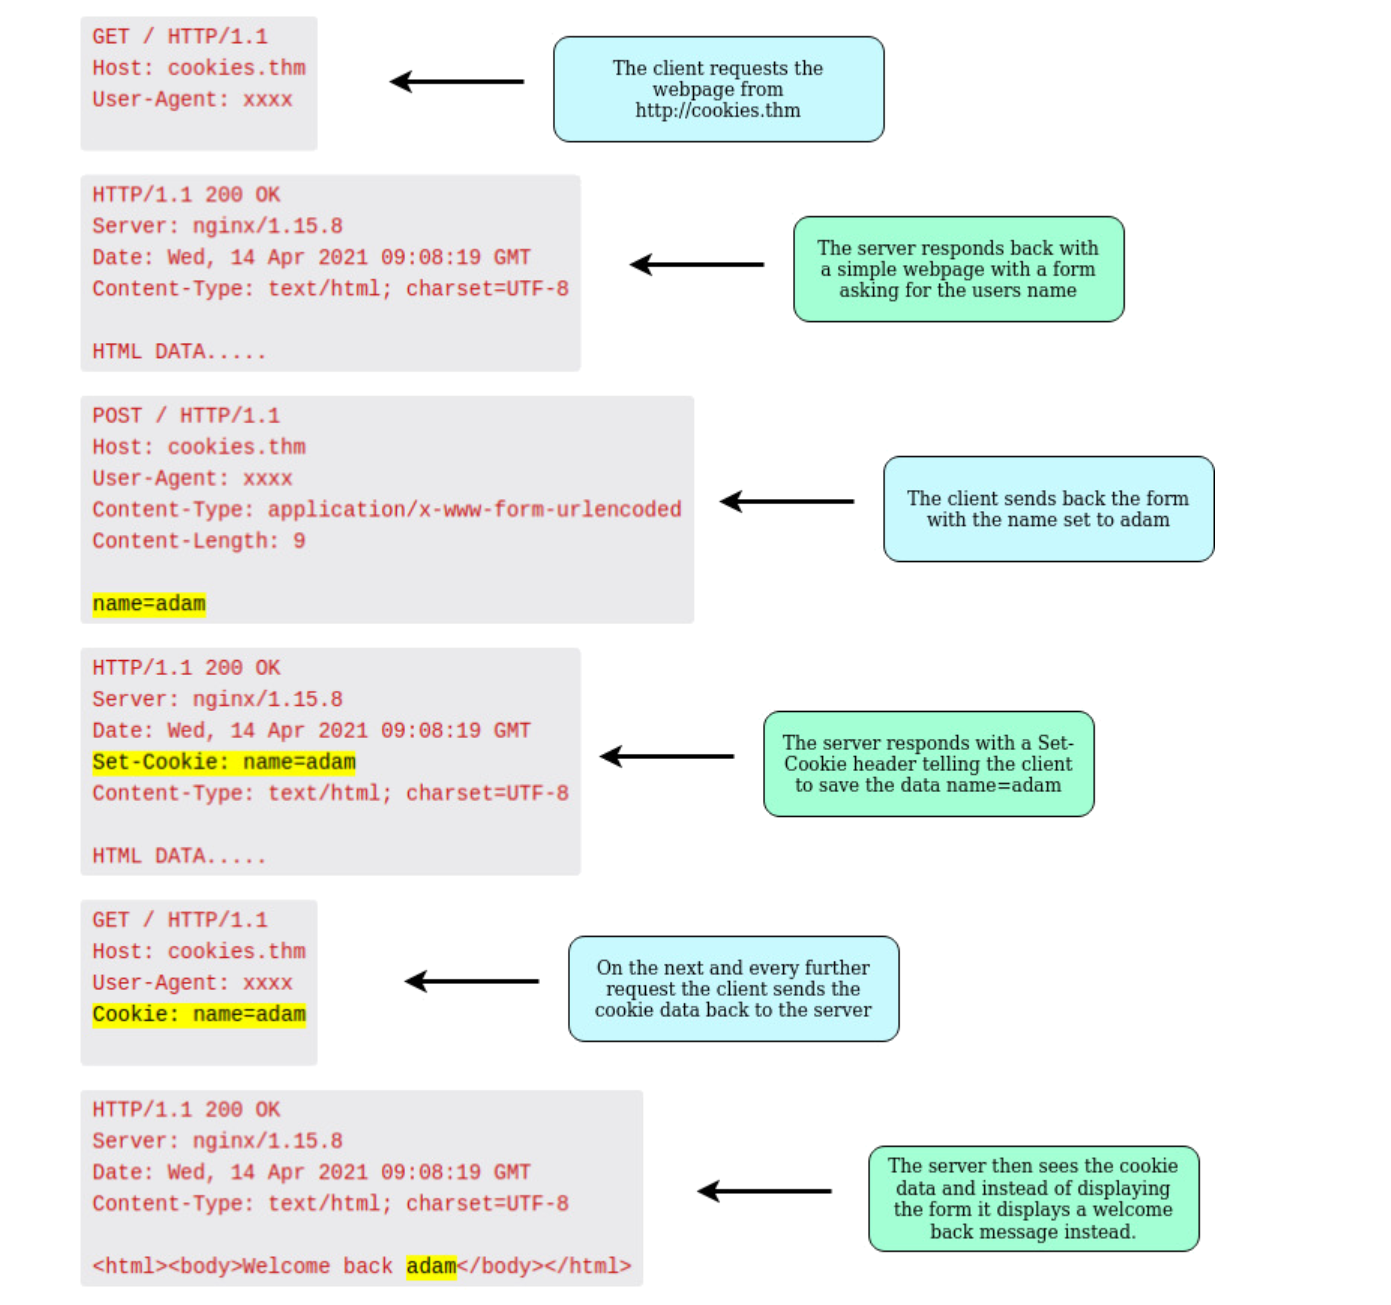 GET / HTTP/1.1
Host: cookies.thm
User-Agent: xxxx
The client requests the
webpage from
http://cookies.thm
HTTP/1.1 200 OK
Server: nginx/1.15.8
Date: Wed, 14 Apr 2021 09:08:19 GMT
Content-Type: text/html; charset=UTF-8
HTML DATA.....
The server responds back with
a simple webpage with a form
asking for the users name
POST / HTTP/1.1
Host: cookies.thm
User-Agent: xxxx
Content-Type: application/x-www-form-urlencoded
Content-Length: 9
name=adam
The client sends back the form
with the name set to adam
HTTP/1.1 200 OK
Server: nginx/1.15.8
Date: Wed, 14 Apr 2021 09:08:19 GMT
Set-Cookie: name=adam
Content-Type: text/html; charset=UTF-8
HTML DATA.....
The server responds with a Set-
Cookie header telling the client
to save the data name=adam
GET / HTTP/1.1
Host: cookies.thm
User-Agent: xxxx
Cookie: name=adam
On the next and every further
request the client sends the
cookie data back to the server
HTTP/1.1 200 OK
Server: nginx/1.15.8
Date: Wed, 14 Apr 2021 09:08:19 GMT
Content-Type: text/html; charset=UTF-8
<html><body>Welcome back adam</body></html>
The server then sees the cookie
data and instead of displaying
the form it displays a welcome
back message instead.